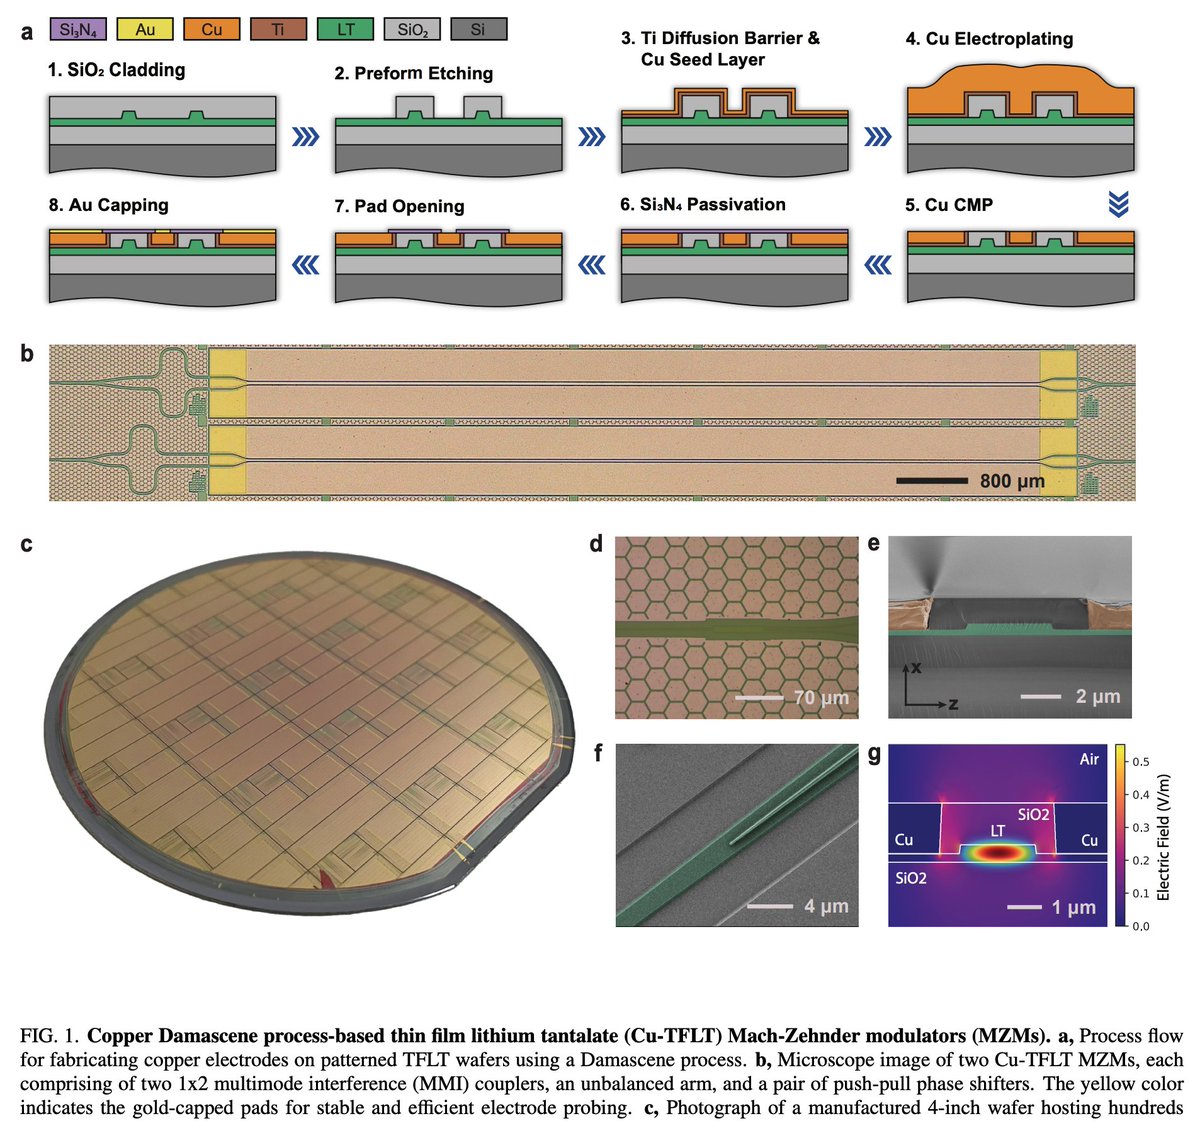 a
Si₃N₄ Au Cu Ti LT SiO₂ Si
1. SiO₂ Cladding
2. Preform Etching
3. Ti Diffusion Barrier &
Cu Seed Layer
4. Cu Electroplating
8. Au Capping
7. Pad Opening
6. Si₃N₄ Passivation
5. Cu CMP
b
800 µm
c
d
70 µm
e
X
Z
2 µm
f
4 µm
g
Air
SiO2
LT
Cu
Cu
SiO2
1 µm
0.5
0.4
0.3
0.2
0.1
0.0
Electric Field (V/m)
FIG. 1. Copper Damascene process-based thin film lithium tantalate (Cu-TFLT) Mach-Zehnder modulators (MZMs). a, Process flow
for fabricating copper electrodes on patterned TFLT wafers using a Damascene process. b, Microscope image of two Cu-TFLT MZMs, each
comprising of two 1x2 multimode interference (MMI) couplers, an unbalanced arm, and a pair of push-pull phase shifters. The yellow color
indicates the gold-capped pads for stable and efficient electrode probing. c, Photograph of a manufactured 4-inch wafer hosting hundreds